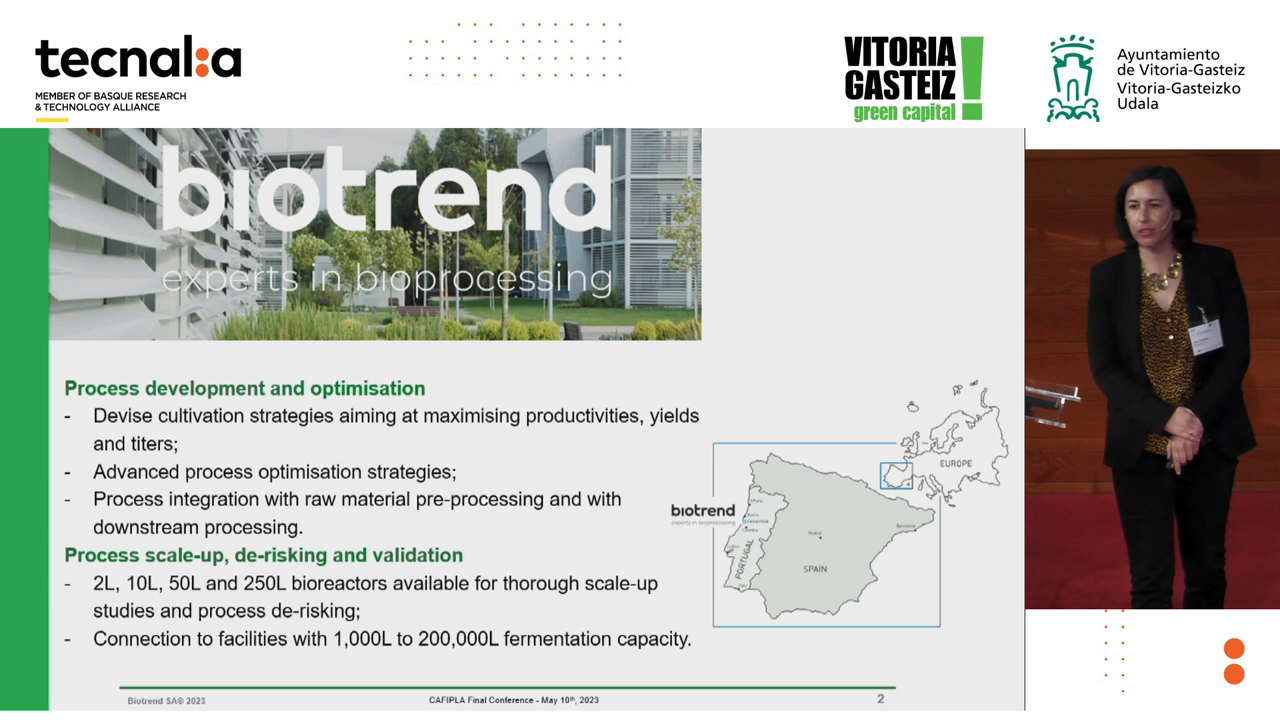 tecnal:a
MEMBER OF BASQUE RESEARCH
& TECHNOLOGY ALLIANCE
VITORIA
GASTEIZ
green capital
Ayuntamiento
de Vitoria-Gasteiz
Vitoria-Gasteizko
Udala
biotrend
experts in bioprocessing
Process development and optimisation
- Devise cultivation strategies aiming at maximising productivities, yields
and titers;
- Advanced process optimisation strategies;
- Process integration with raw material pre-processing and with
downstream processing.
Process scale-up, de-risking and validation
- 2L, 10L, 50L and 250L bioreactors available for thorough scale-up
studies and process de-risking;
- Connection to facilities with 1,000L to 200,000L fermentation capacity.
EUROPE
biotrend
experts in bioprocessing
Madrid
Barcelona
PORTUGAL
SPAIN
Biotrend SA© 2023
CAFIPLA Final Conference - May 10th, 2023
2